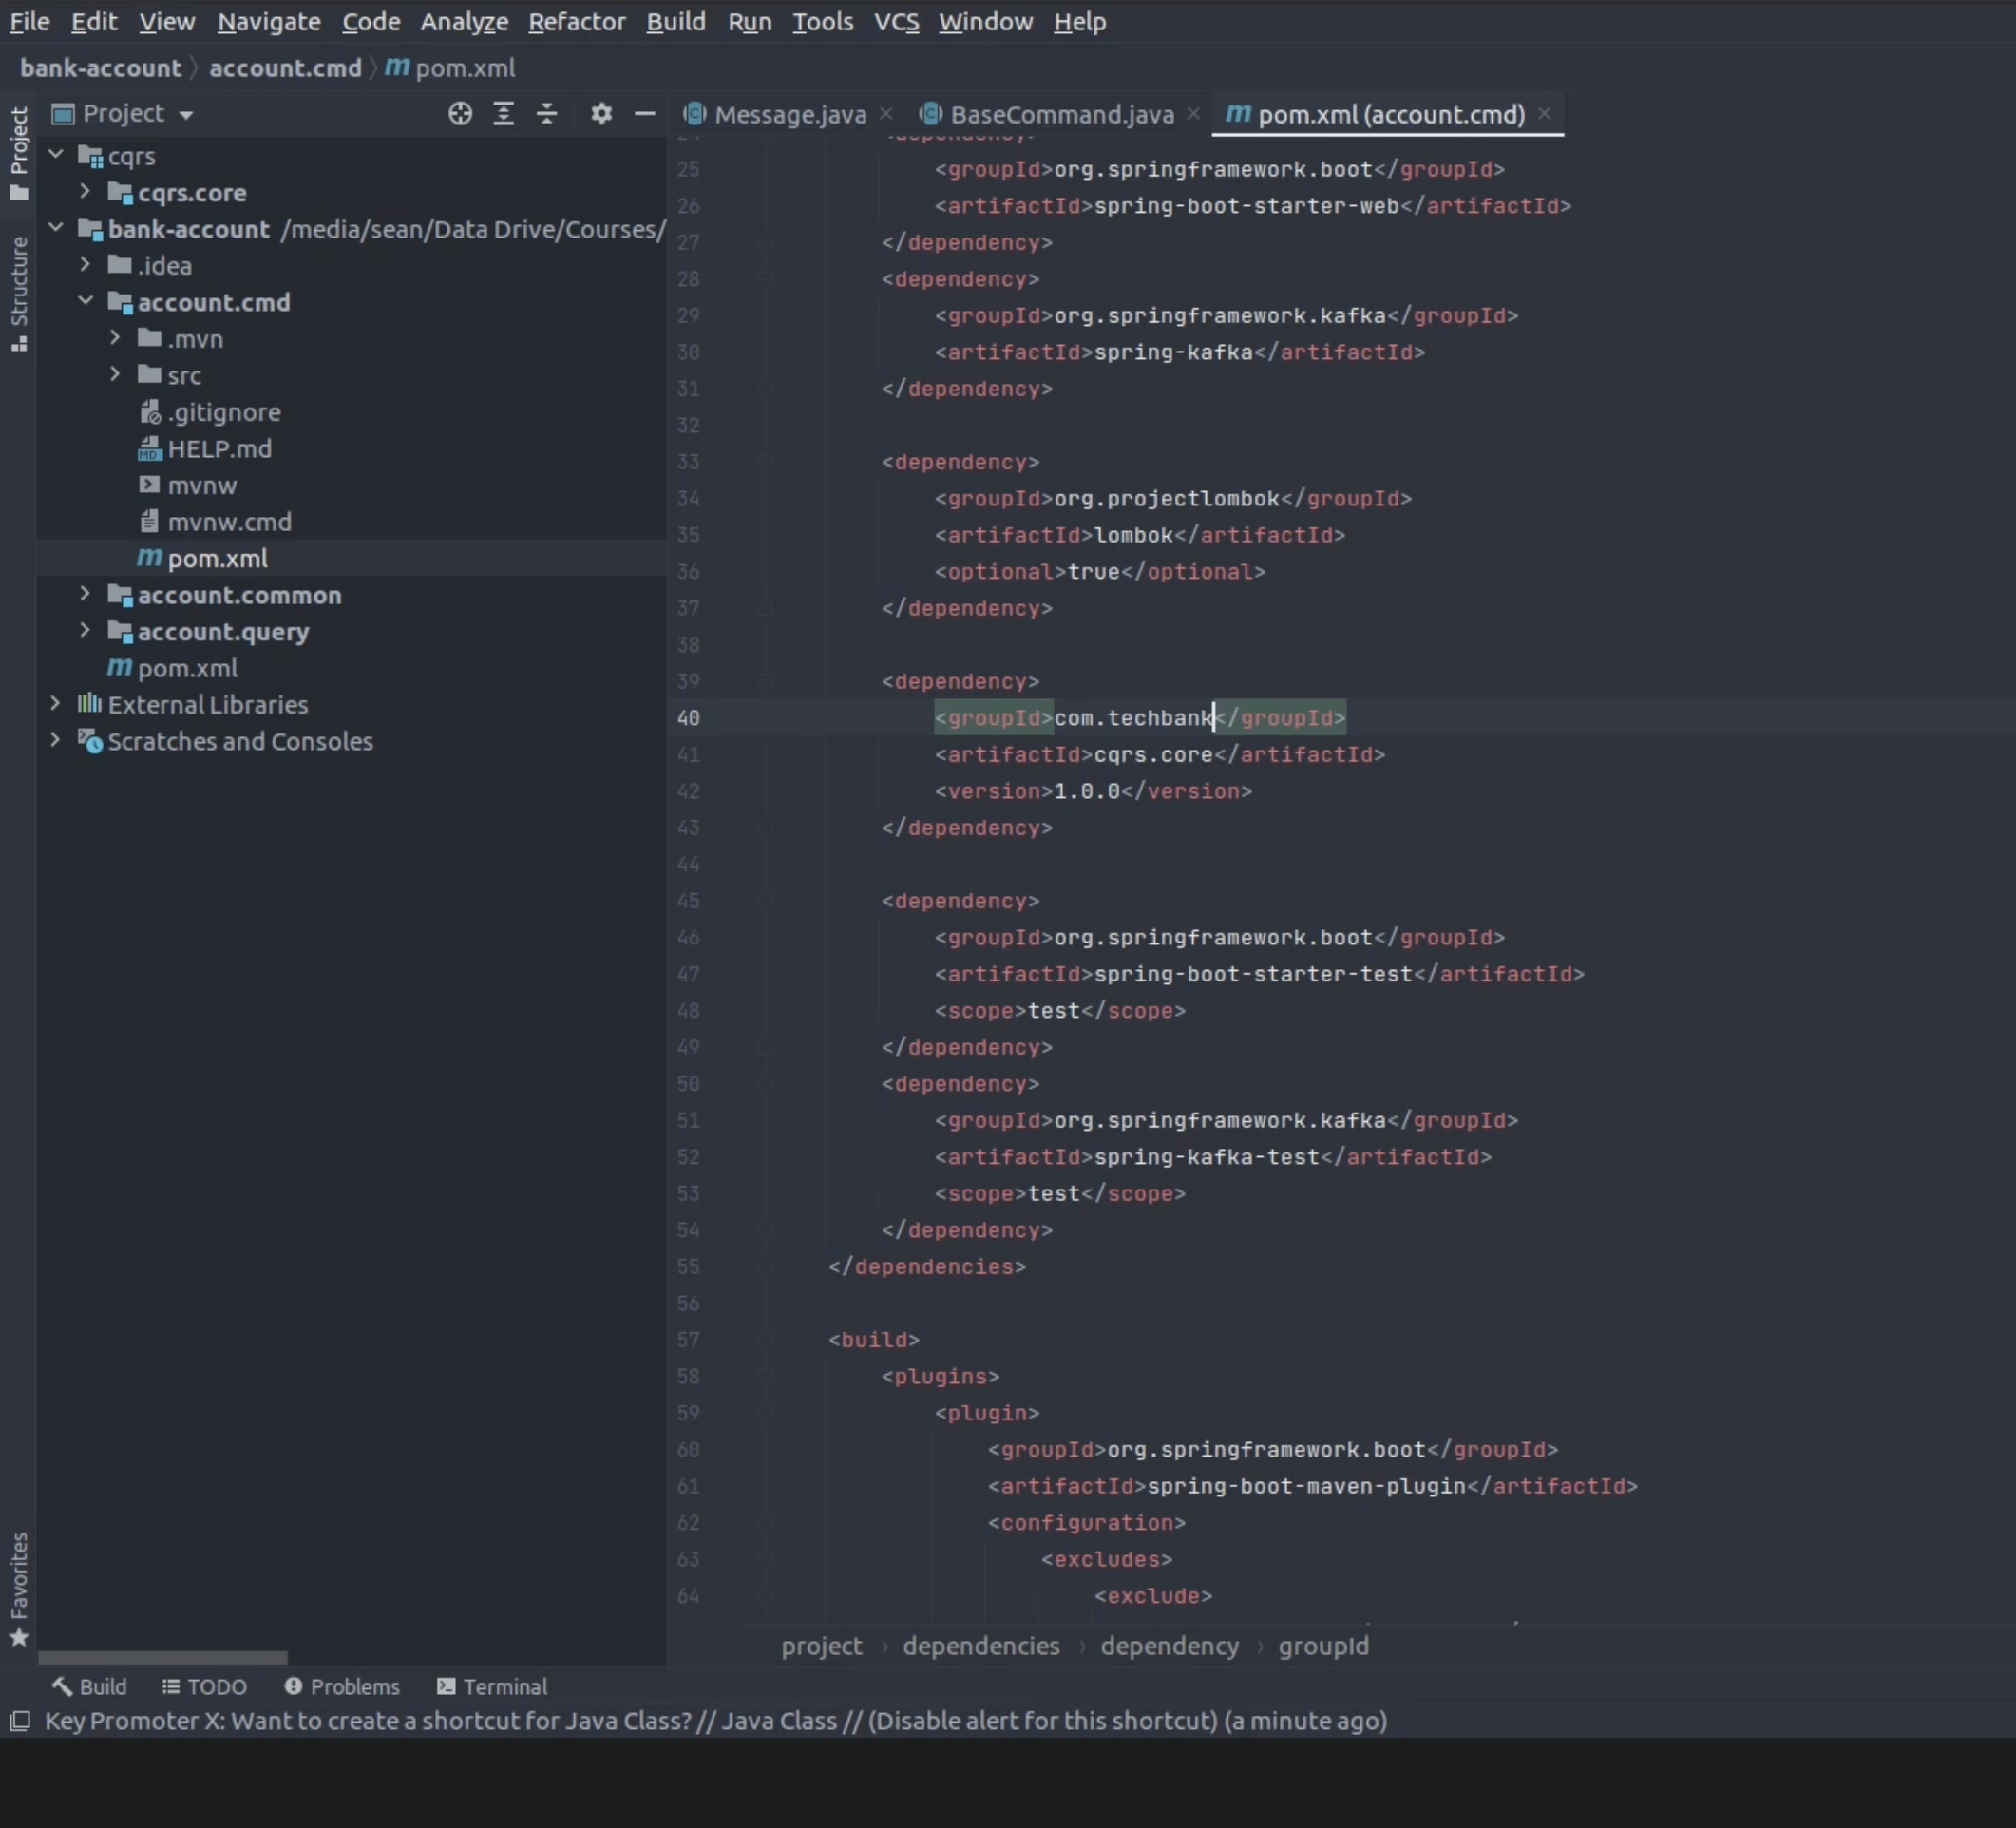 File Edit View Navigate Code Analyze Refactor Build Run Tools VCS Window Help
bank-account account.cmd pom.xml
Project
Structure
Favorites
Project
cqrs
cqrs.core
bank-account /media/sean/Data Drive/Courses/
.idea
account.cmd
.mvn
src
.gitignore
HELP.md
mvnw
mvnw.cmd
pom.xml
account.common
account.query
pom.xml
External Libraries
Scratches and Consoles
Message.java BaseCommand.java pom.xml (account.cmd)
24 <dependency>
25 <groupId>org.springframework.boot</groupId>
26 <artifactId>spring-boot-starter-web</artifactId>
27 </dependency>
28 <dependency>
29 <groupId>org.springframework.kafka</groupId>
30 <artifactId>spring-kafka</artifactId>
31 </dependency>
32
33 <dependency>
34 <groupId>org.projectlombok</groupId>
35 <artifactId>lombok</artifactId>
36 <optional>true</optional>
37 </dependency>
38
39 <dependency>
40 <groupId>com.techbank</groupId>
41 <artifactId>cqrs.core</artifactId>
42 <version>1.0.0</version>
43 </dependency>
44
45 <dependency>
46 <groupId>org.springframework.boot</groupId>
47 <artifactId>spring-boot-starter-test</artifactId>
48 <scope>test</scope>
49 </dependency>
50 <dependency>
51 <groupId>org.springframework.kafka</groupId>
52 <artifactId>spring-kafka-test</artifactId>
53 <scope>test</scope>
54 </dependency>
55 </dependencies>
56
57 <build>
58 <plugins>
59 <plugin>
60 <groupId>org.springframework.boot</groupId>
61 <artifactId>spring-boot-maven-plugin</artifactId>
62 <configuration>
63 <excludes>
64 <exclude>
project dependencies dependency groupId
Build TODO Problems Terminal
Key Promoter X: Want to create a shortcut for Java Class? // Java Class // (Disable alert for this shortcut) (a minute ago)